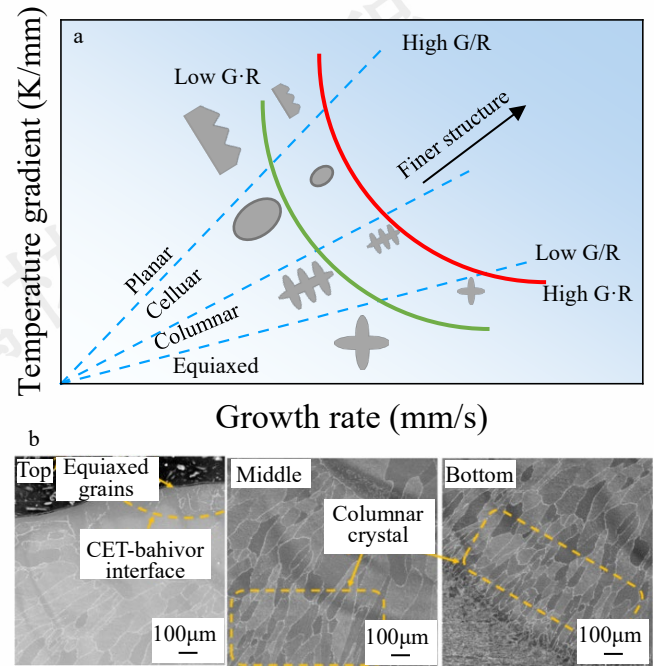 a
High G/R
Low G·R
Finer structure
Planar
Celluar
Columnar
Equiaxed
Low G/R
High G·R
Temperature gradient (K/mm)
Growth rate (mm/s)
b
Top
Equiaxed
grains
CET-bahivor
interface
100μm
Middle
Columnar
crystal
100μm
Bottom
100μm